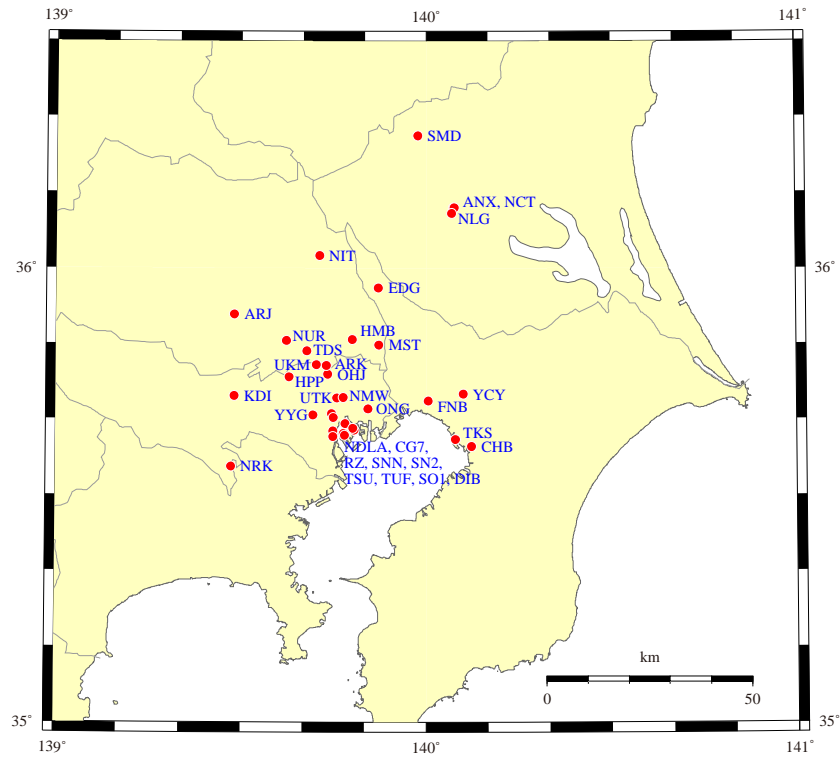 139° 140° 141°
SMD
ANX, NCT
NLG
36° 36°
NIT
EDG
ARJ
HMB
NUR
MST
TDS
UKM ARK
OHJ
HPP
KDI UTK NMW YCY
FNB
ONG
YYG
TKS
NDLA, CG7, CHB
RZ, SNN, SN2,
NRK
TSU, TUF, SO1, DIB
km
0 50
35° 35°
139° 140° 141°